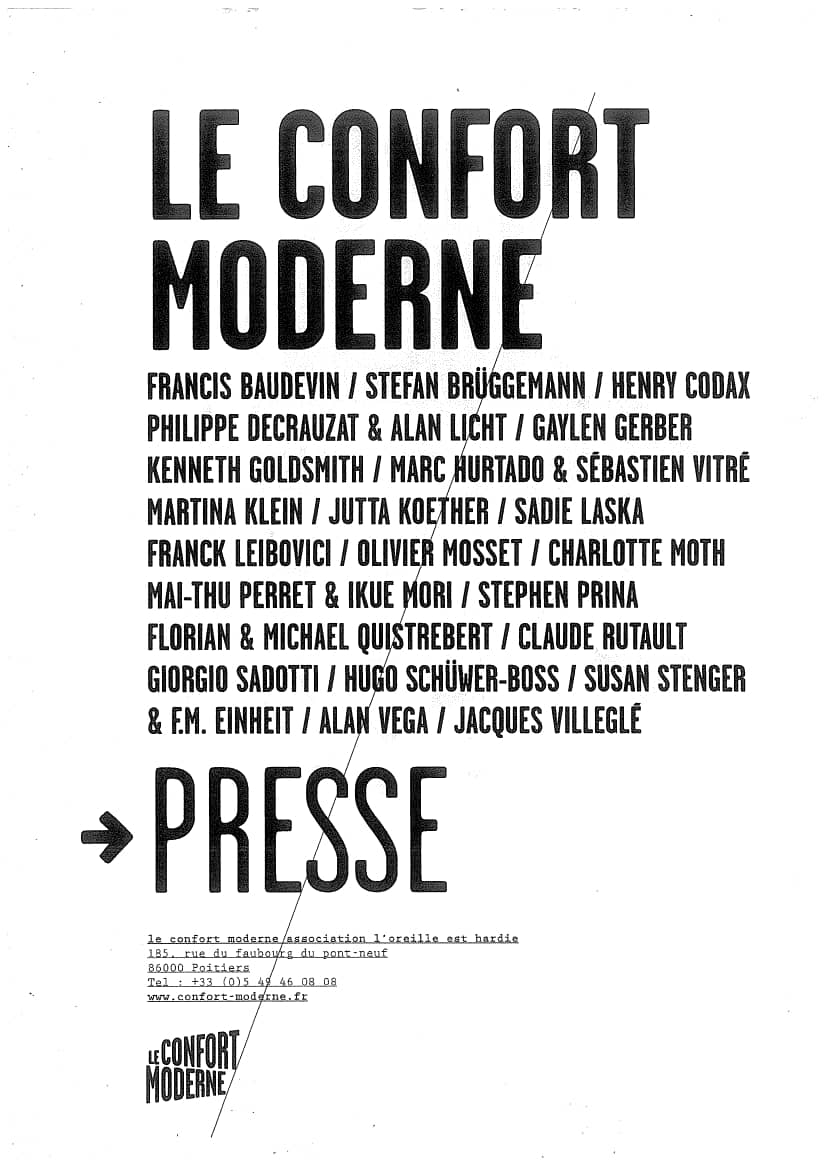 LE CONFORT
MODERNE
FRANCIS BAUDEVIN / STEFAN BRÜGGEMANN / HENRY CODAX
PHILIPPE DECRAUZAT & ALAN LICHT / GAYLEN GERBER
KENNETH GOLDSMITH / MARC HURTADO & SÉBASTIEN VITRÉ
MARTINA KLEIN / JUTTA KOETHER / SADIE LASKA
FRANCK LEIBOVICI / OLIVIER MOSSET / CHARLOTTE MOTH
MAI-THU PERRET & IKUE MORI / STEPHEN PRINA
FLORIAN & MICHAEL QUISTREBERT / CLAUDE RUTAULT
GIORGIO SADOTTI / HUGO SCHÜWER-BOSS / SUSAN STENGER
& F.M. EINHEIT / ALAN VEGA / JACQUES VILLEGLÉ
→ PRESSE
le confort moderne association l'oreille est hardie
185, rue du faubourg du pont-neuf
86000 Poitiers
Tel : +33 (0)5 49 46 08 08
www.confort-moderne.fr
LE CONFORT
MODERNE